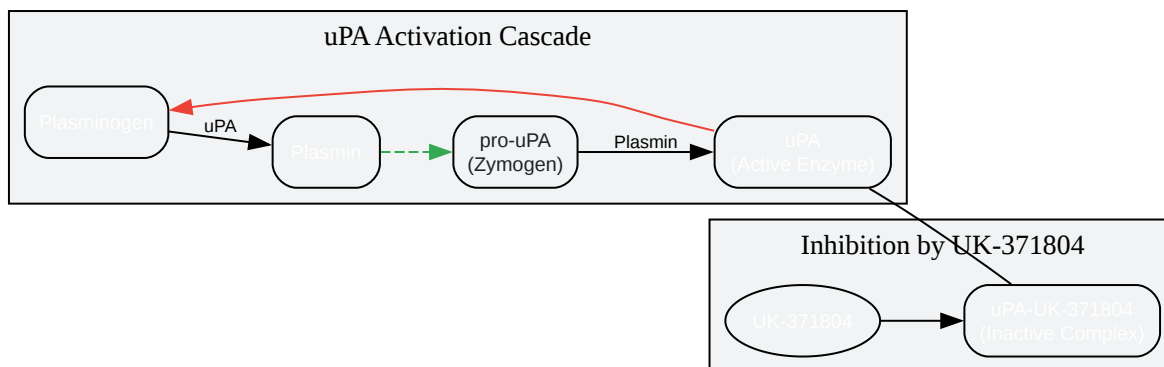 uPA Activation Cascade
Plasminogen
uPA
Plasmin
pro-uPA
(Zymogen)
Plasmin
uPA
(Active Enzyme)
Inhibition by UK-371804
UK-371804
uPA-UK-371804
(Inactive Complex)